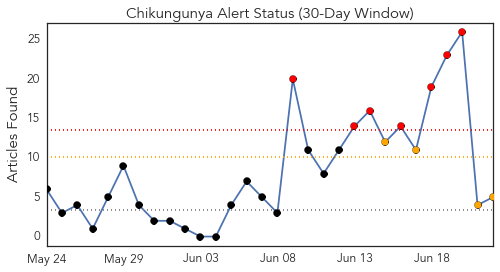 Chikungunya Alert Status (30-Day Window)
Articles Found
25
20
15
10
5
0
May 24 May 29 Jun 03 Jun 08 Jun 13 Jun 18